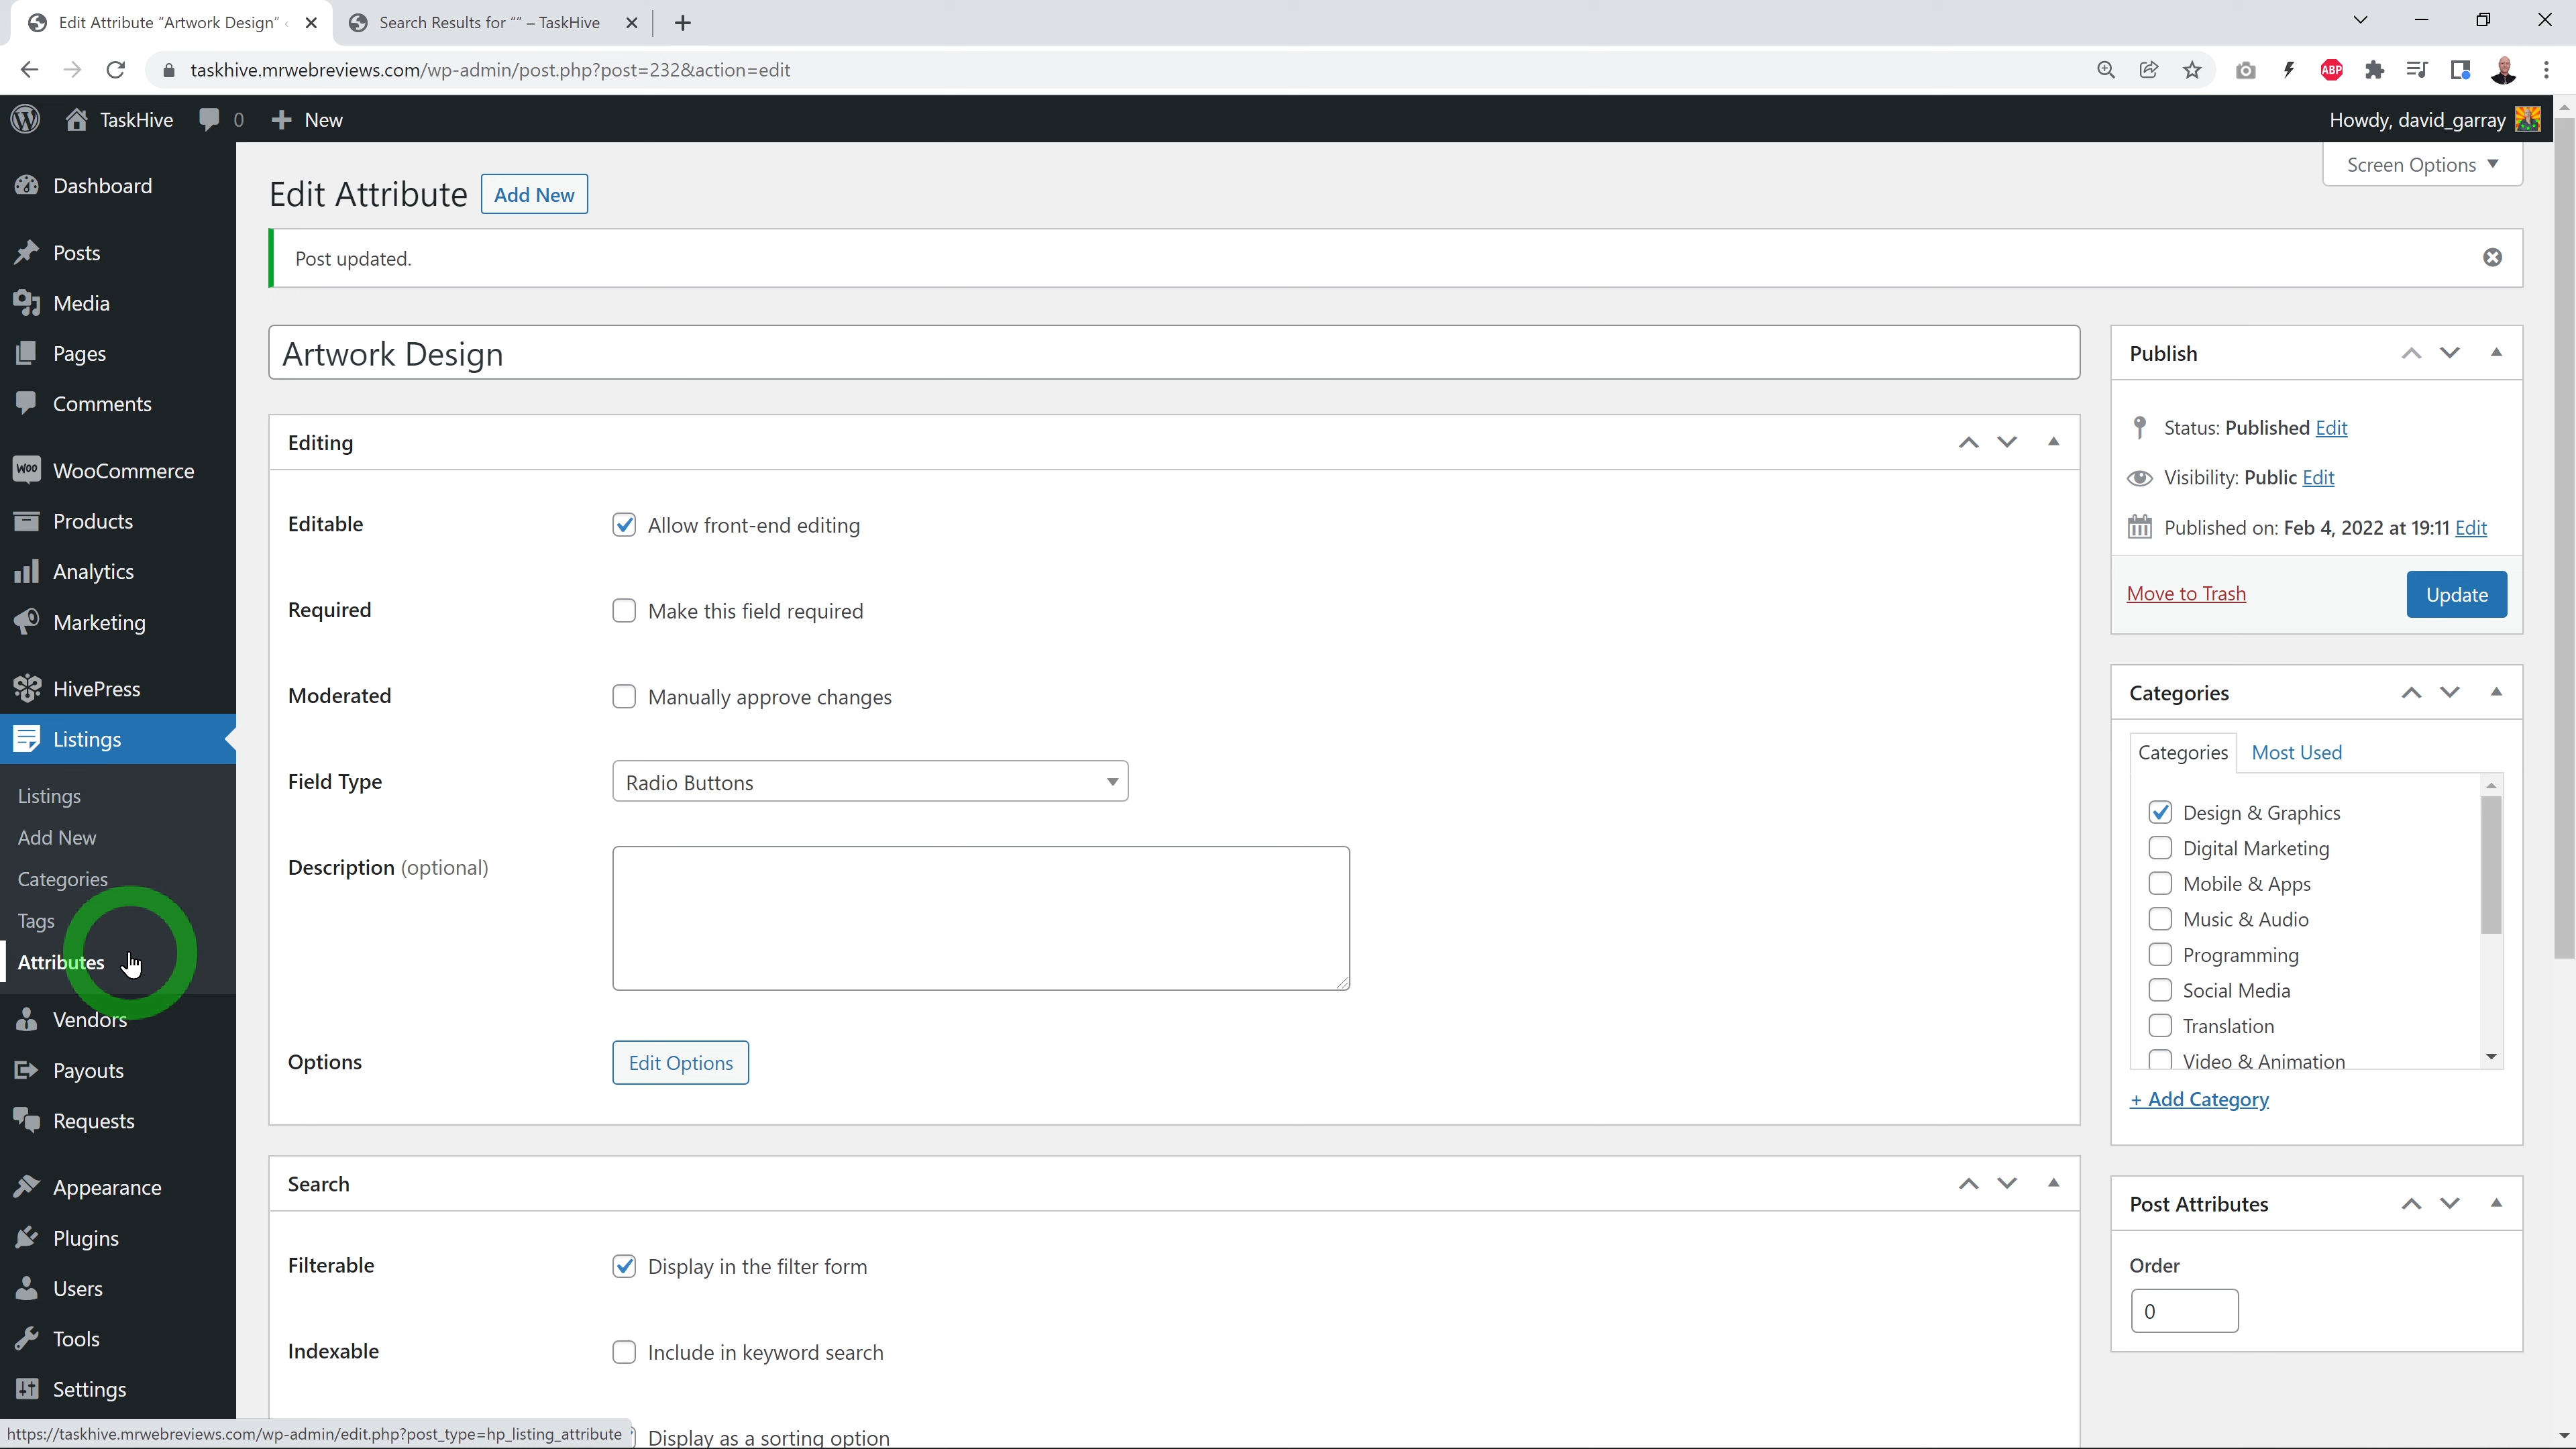 Edit Attribute “Artwork Design” ‹
Search Results for “” – TaskHive
taskhive.mrwebreviews.com/wp-admin/post.php?post=232&action=edit
ABP
TaskHive
0
New
Howdy, david_garray
Screen Options
Dashboard
Posts
Media
Pages
Comments
Woo
WooCommerce
Products
Analytics
Marketing
HivePress
Listings
Listings
Add New
Categories
Tags
Attributes
Vendors
Payouts
Requests
Appearance
Plugins
Users
Tools
Settings
Edit Attribute
Add New
Post updated.
Artwork Design
Editing
Editable
Allow front-end editing
Required
Make this field required
Moderated
Manually approve changes
Field Type
Radio Buttons
Description (optional)
Options
Edit Options
Search
Filterable
Display in the filter form
Indexable
Include in keyword search
Display as a sorting option
Publish
Status: Published Edit
Visibility: Public Edit
Published on: Feb 4, 2022 at 19:11 Edit
Move to Trash
Update
Categories
Categories
Most Used
Design & Graphics
Digital Marketing
Mobile & Apps
Music & Audio
Programming
Social Media
Translation
Video & Animation
+ Add Category
Post Attributes
Order
0
https://taskhive.mrwebreviews.com/wp-admin/edit.php?post_type=hp_listing_attribute